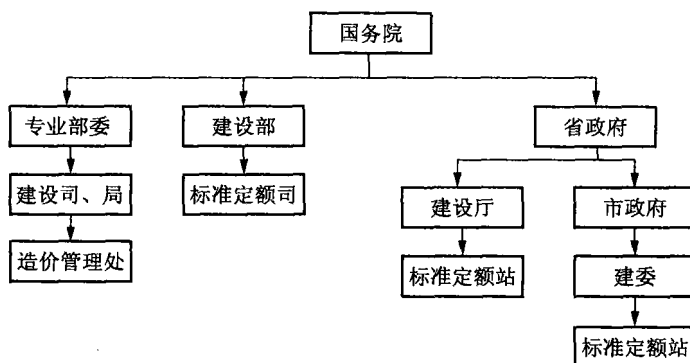 国务院
专业部委
建设部
省政府
建设司、局
标准定额司
建设厅
市政府
造价管理处
标准定额站
建委
标准定额站